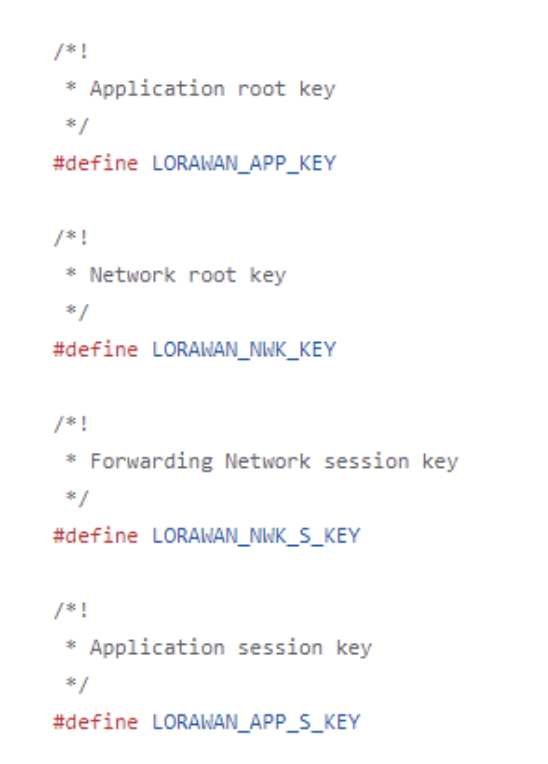 /*!
 * Application root key
 */
#define LORAWAN_APP_KEY
/*!
 * Network root key
 */
#define LORAWAN_NWK_KEY
/*!
 * Forwarding Network session key
 */
#define LORAWAN_NWK_S_KEY
/*!
 * Application session key
 */
#define LORAWAN_APP_S_KEY